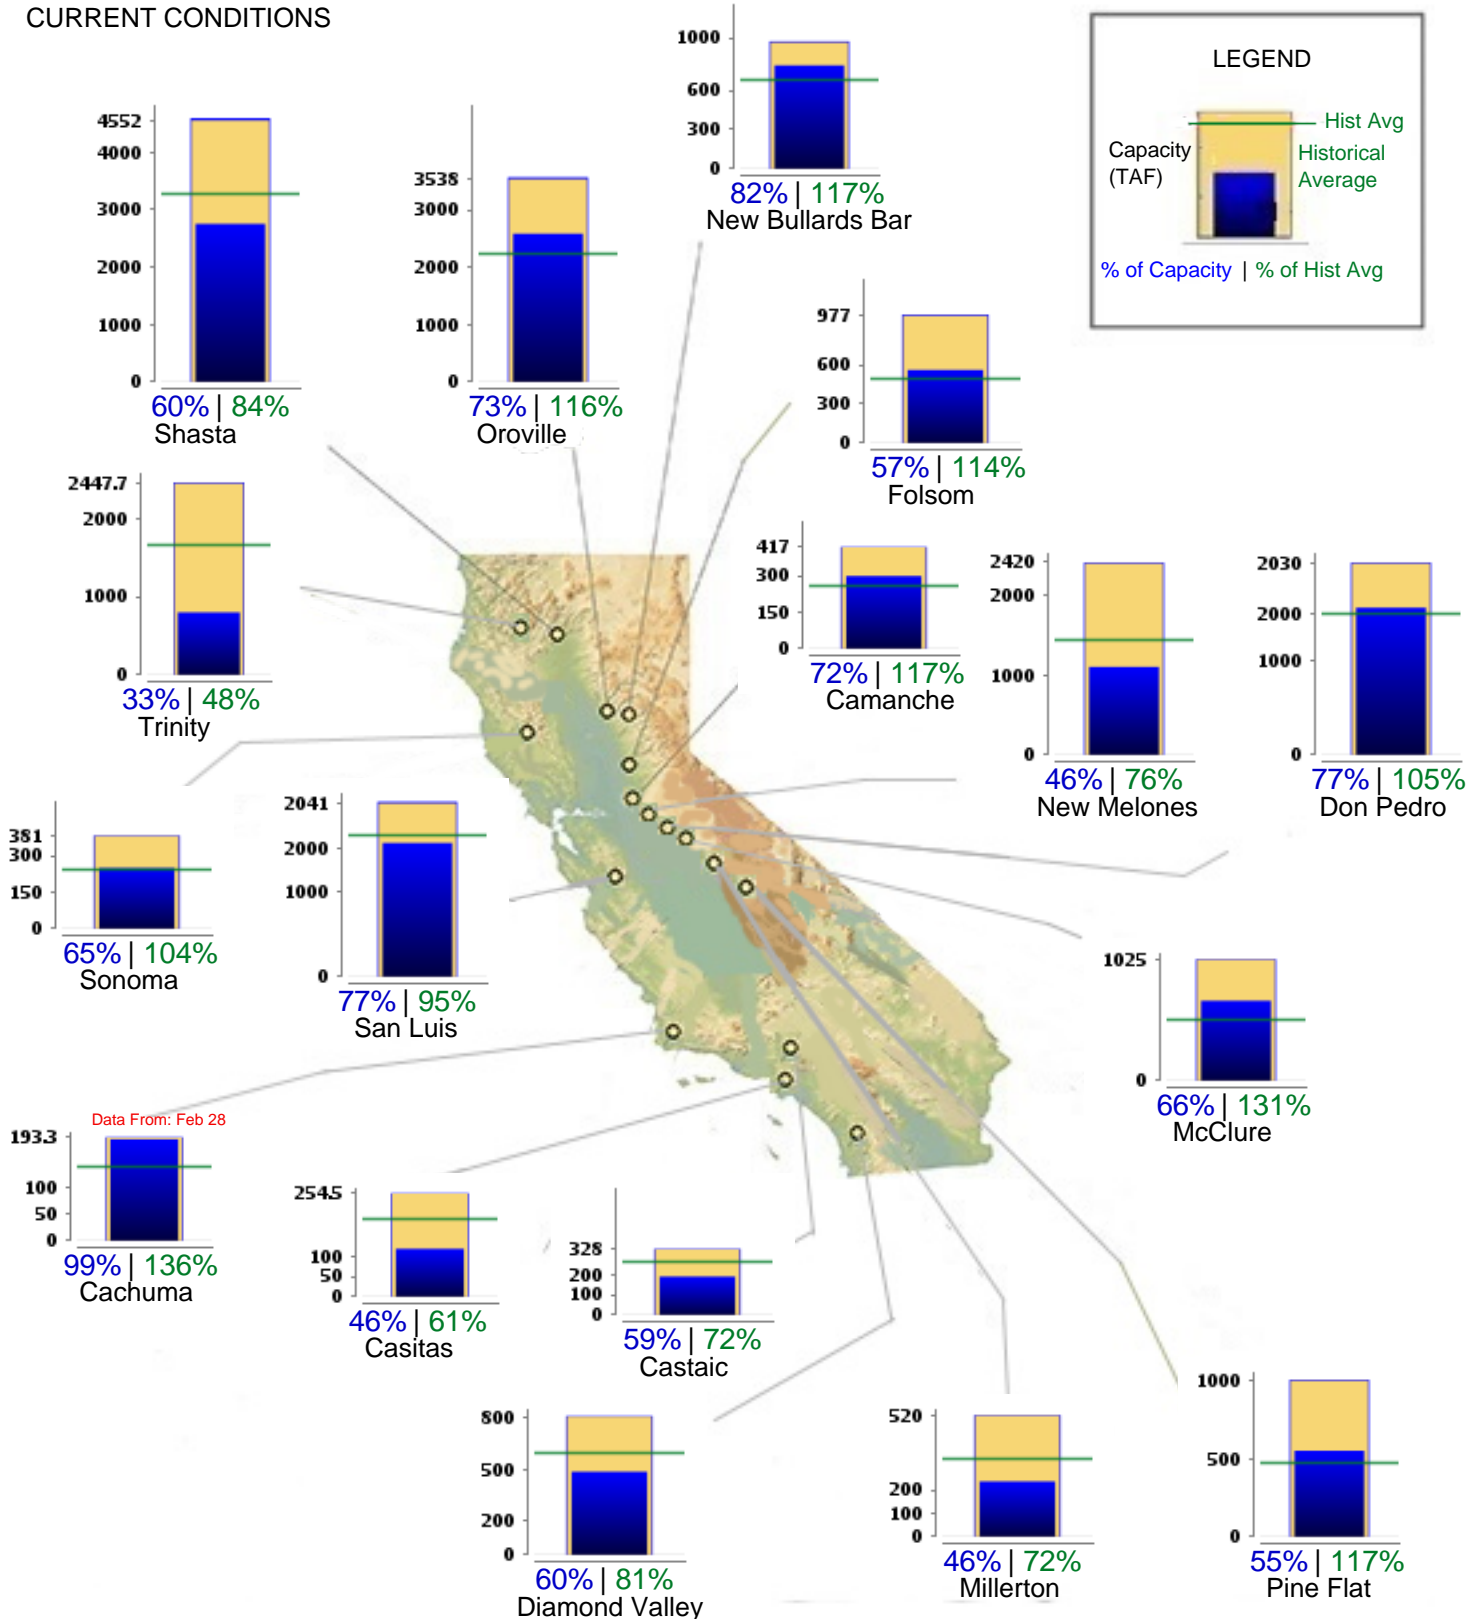 CURRENT CONDITIONS
1000
600
300
0
82% | 117%
New Bullards Bar
LEGEND
Hist Avg
Capacity
(TAF)
Historical
Average
% of Capacity | % of Hist Avg
4552
4000
3000
2000
1000
0
60% | 84%
Shasta
3538
3000
2000
1000
0
73% | 116%
Oroville
977
600
300
0
57% | 114%
Folsom
2447.7
2000
1000
0
33% | 48%
Trinity
417
300
150
0
72% | 117%
Camanche
2420
2000
1000
0
46% | 76%
New Melones
2030
2000
1000
0
77% | 105%
Don Pedro
381
300
150
0
65% | 104%
Sonoma
2041
2000
1000
0
77% | 95%
San Luis
1025
0
66% | 131%
McClure
Data From: Feb 28
193.3
100
50
0
99% | 136%
Cachuma
254.5
100
50
0
46% | 61%
Casitas
328
200
100
0
59% | 72%
Castaic
800
500
200
0
60% | 81%
Diamond Valley
520
200
100
0
46% | 72%
Millerton
1000
500
0
55% | 117%
Pine Flat